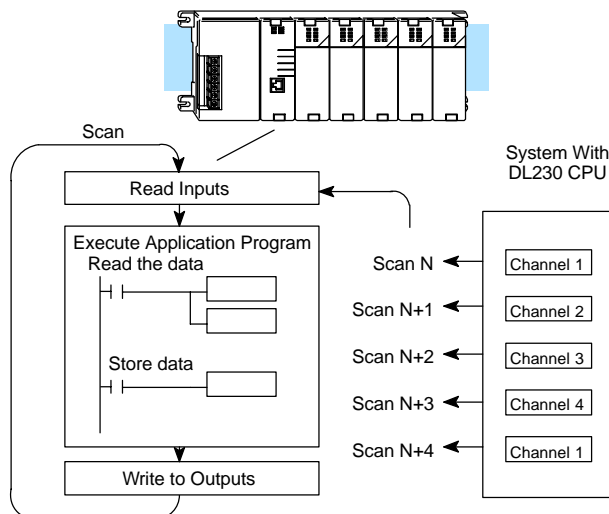 Scan
System With
DL230 CPU
Read Inputs
Execute Application Program
Read the data
Store data
Write to Outputs
Scan N
Channel 1
Scan N+1
Channel 2
Scan N+2
Channel 3
Scan N+3
Channel 4
Scan N+4
Channel 1